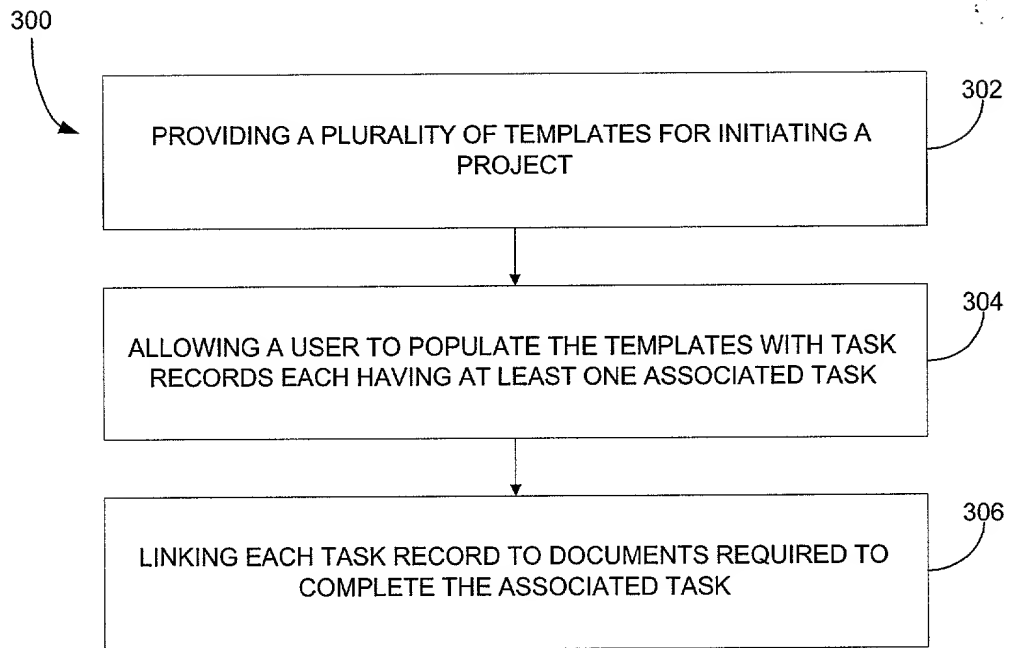 300
302
PROVIDING A PLURALITY OF TEMPLATES FOR INITIATING A
PROJECT
304
ALLOWING A USER TO POPULATE THE TEMPLATES WITH TASK
RECORDS EACH HAVING AT LEAST ONE ASSOCIATED TASK
306
LINKING EACH TASK RECORD TO DOCUMENTS REQUIRED TO
COMPLETE THE ASSOCIATED TASK